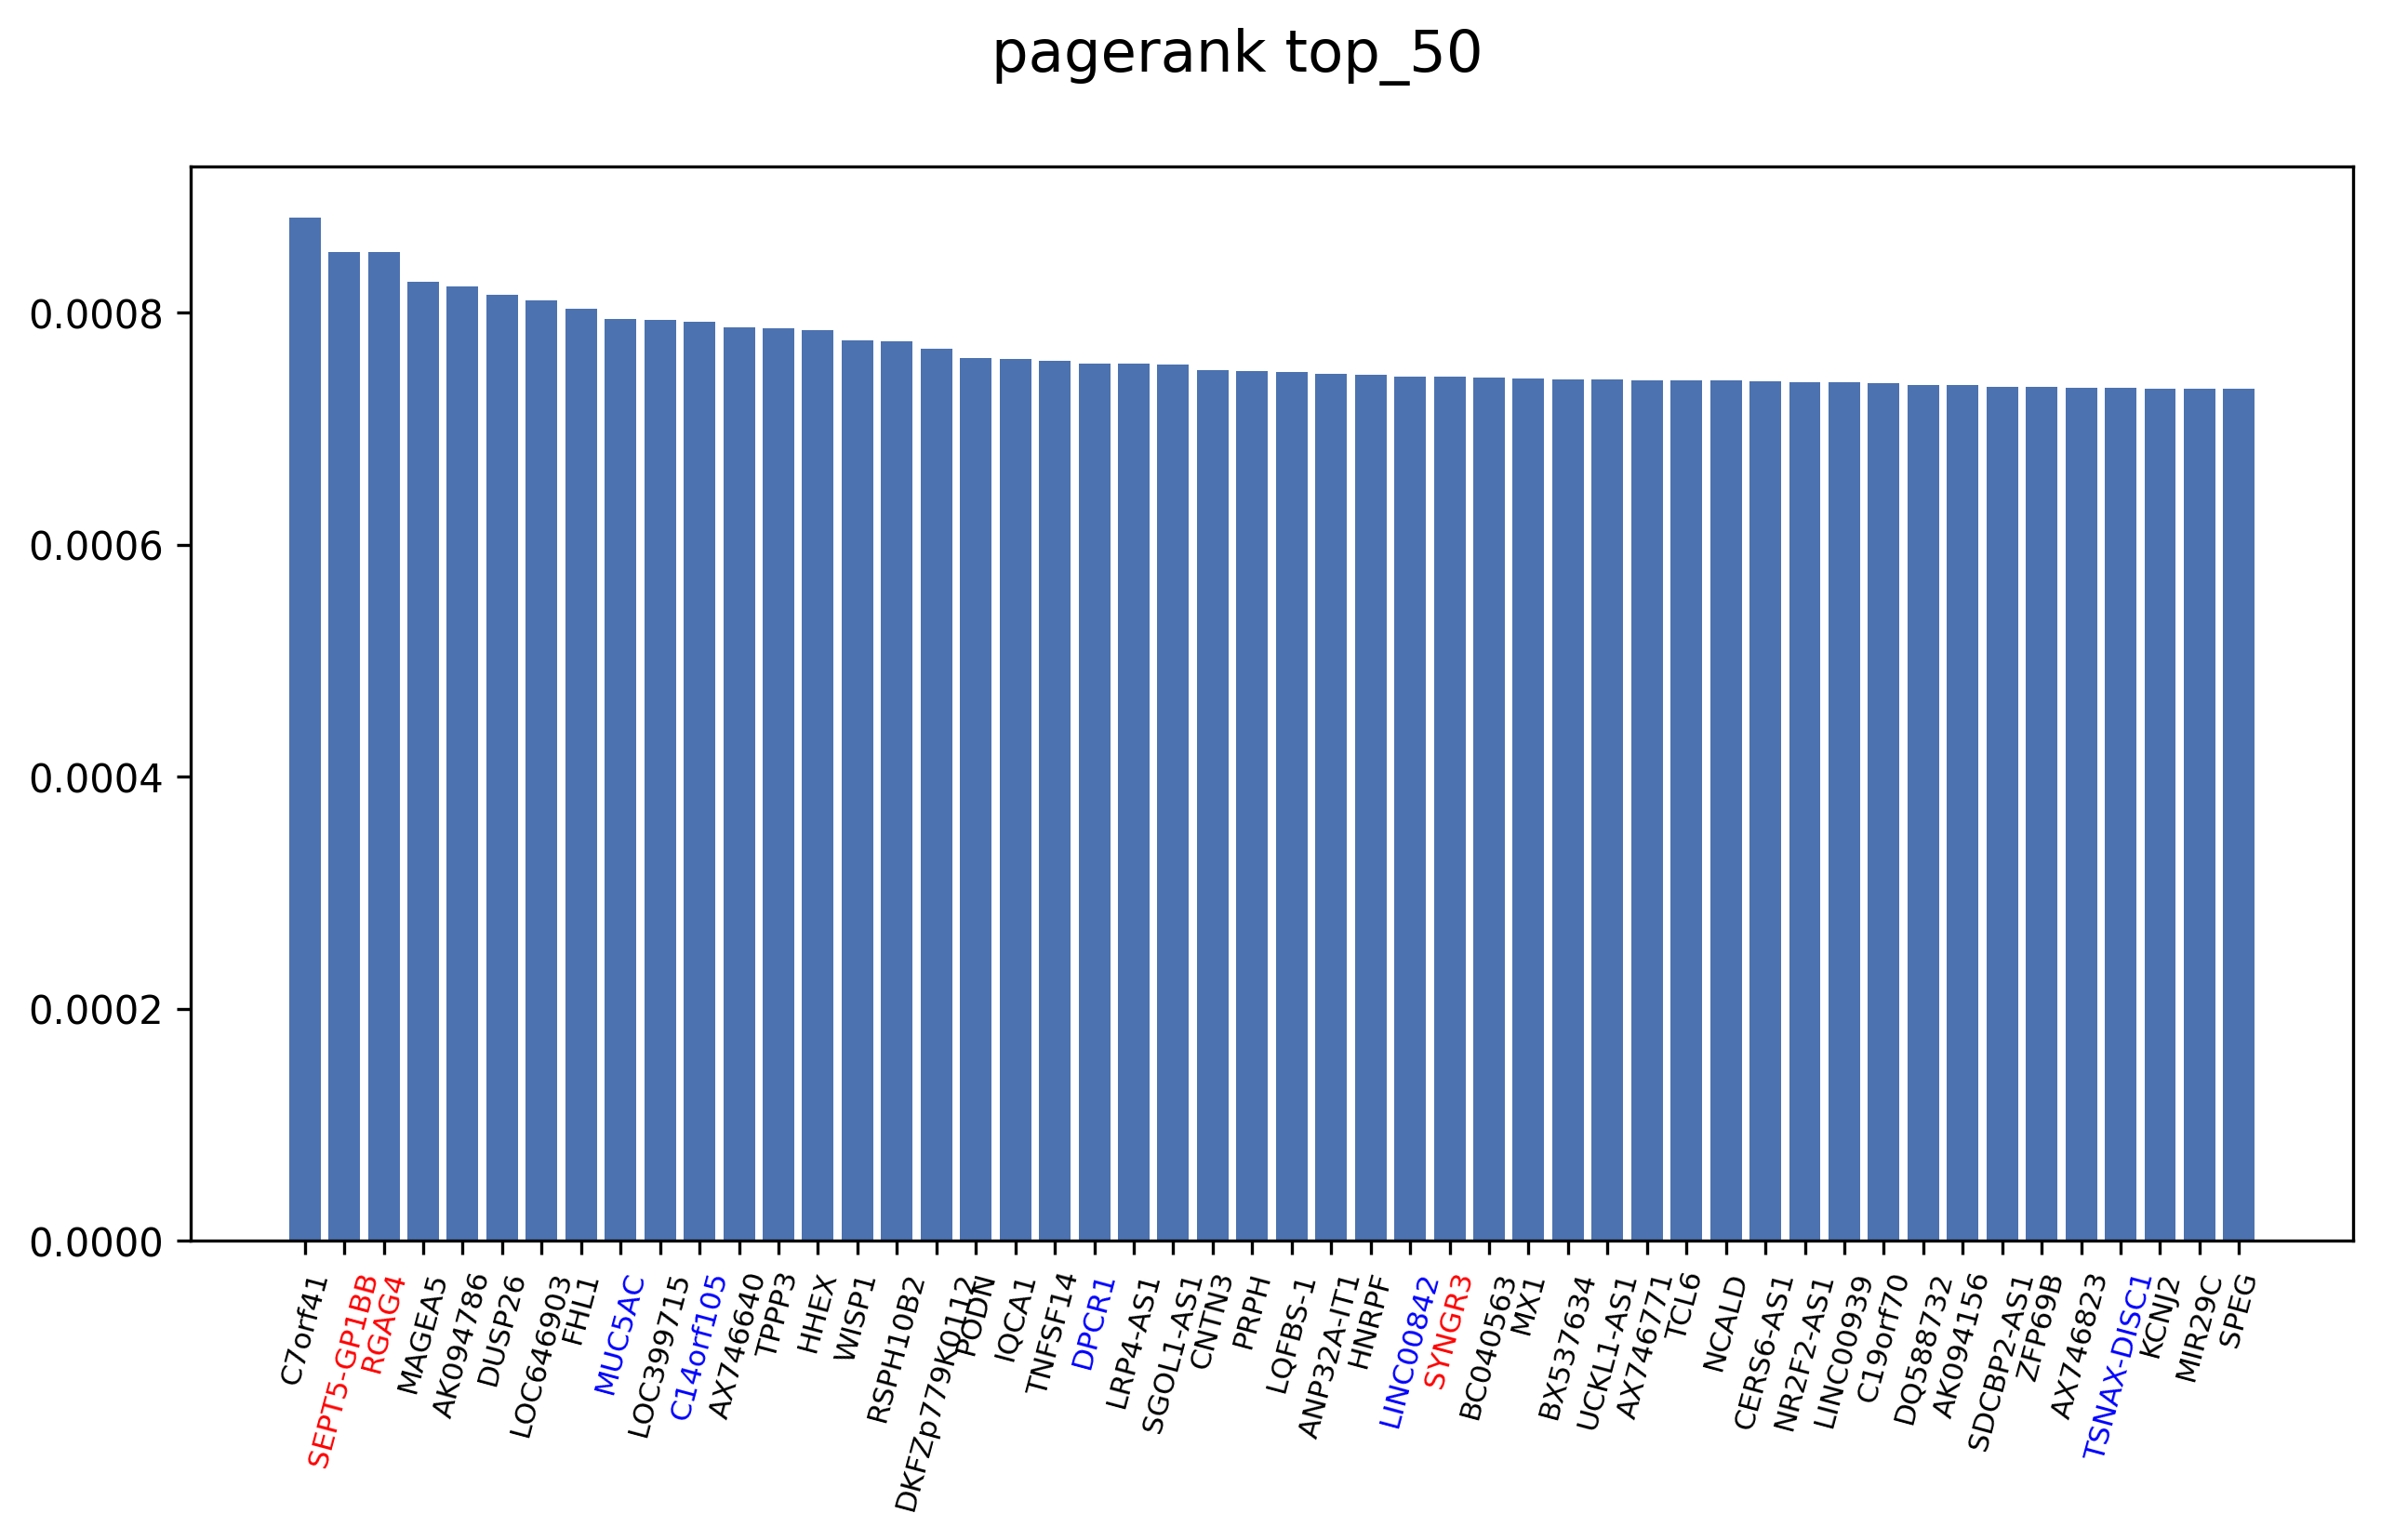 pagerank top_50
0.0008
0.0006
0.0004
0.0002
0.0000
C7orf41
SEPT5-GP1BB
RGAG4
MAGEA5
AK094786
DUSP26
LOC646903
FHL1
MUC5AC
LOC399715
C14orf105
AX746640
TPPP3
HHEX
WISP1
RSPH10B2
DKFZp779K0112
PODN
IQCA1
TNFSF14
DPCR1
LRP4-AS1
SGOL1-AS1
CNTN3
PRPH
LQFBS-1
ANP32A-IT1
HNRPF
LINC00842
SYNGR3
BC040563
MX1
BX537634
UCKL1-AS1
AX746771
TCL6
NCALD
CERS6-AS1
NR2F2-AS1
LINC00939
C19orf70
DQ588732
AK094156
SDCBP2-AS1
ZFP69B
AX746823
TSNAX-DISC1
KCNJ2
MIR29C
SPEG